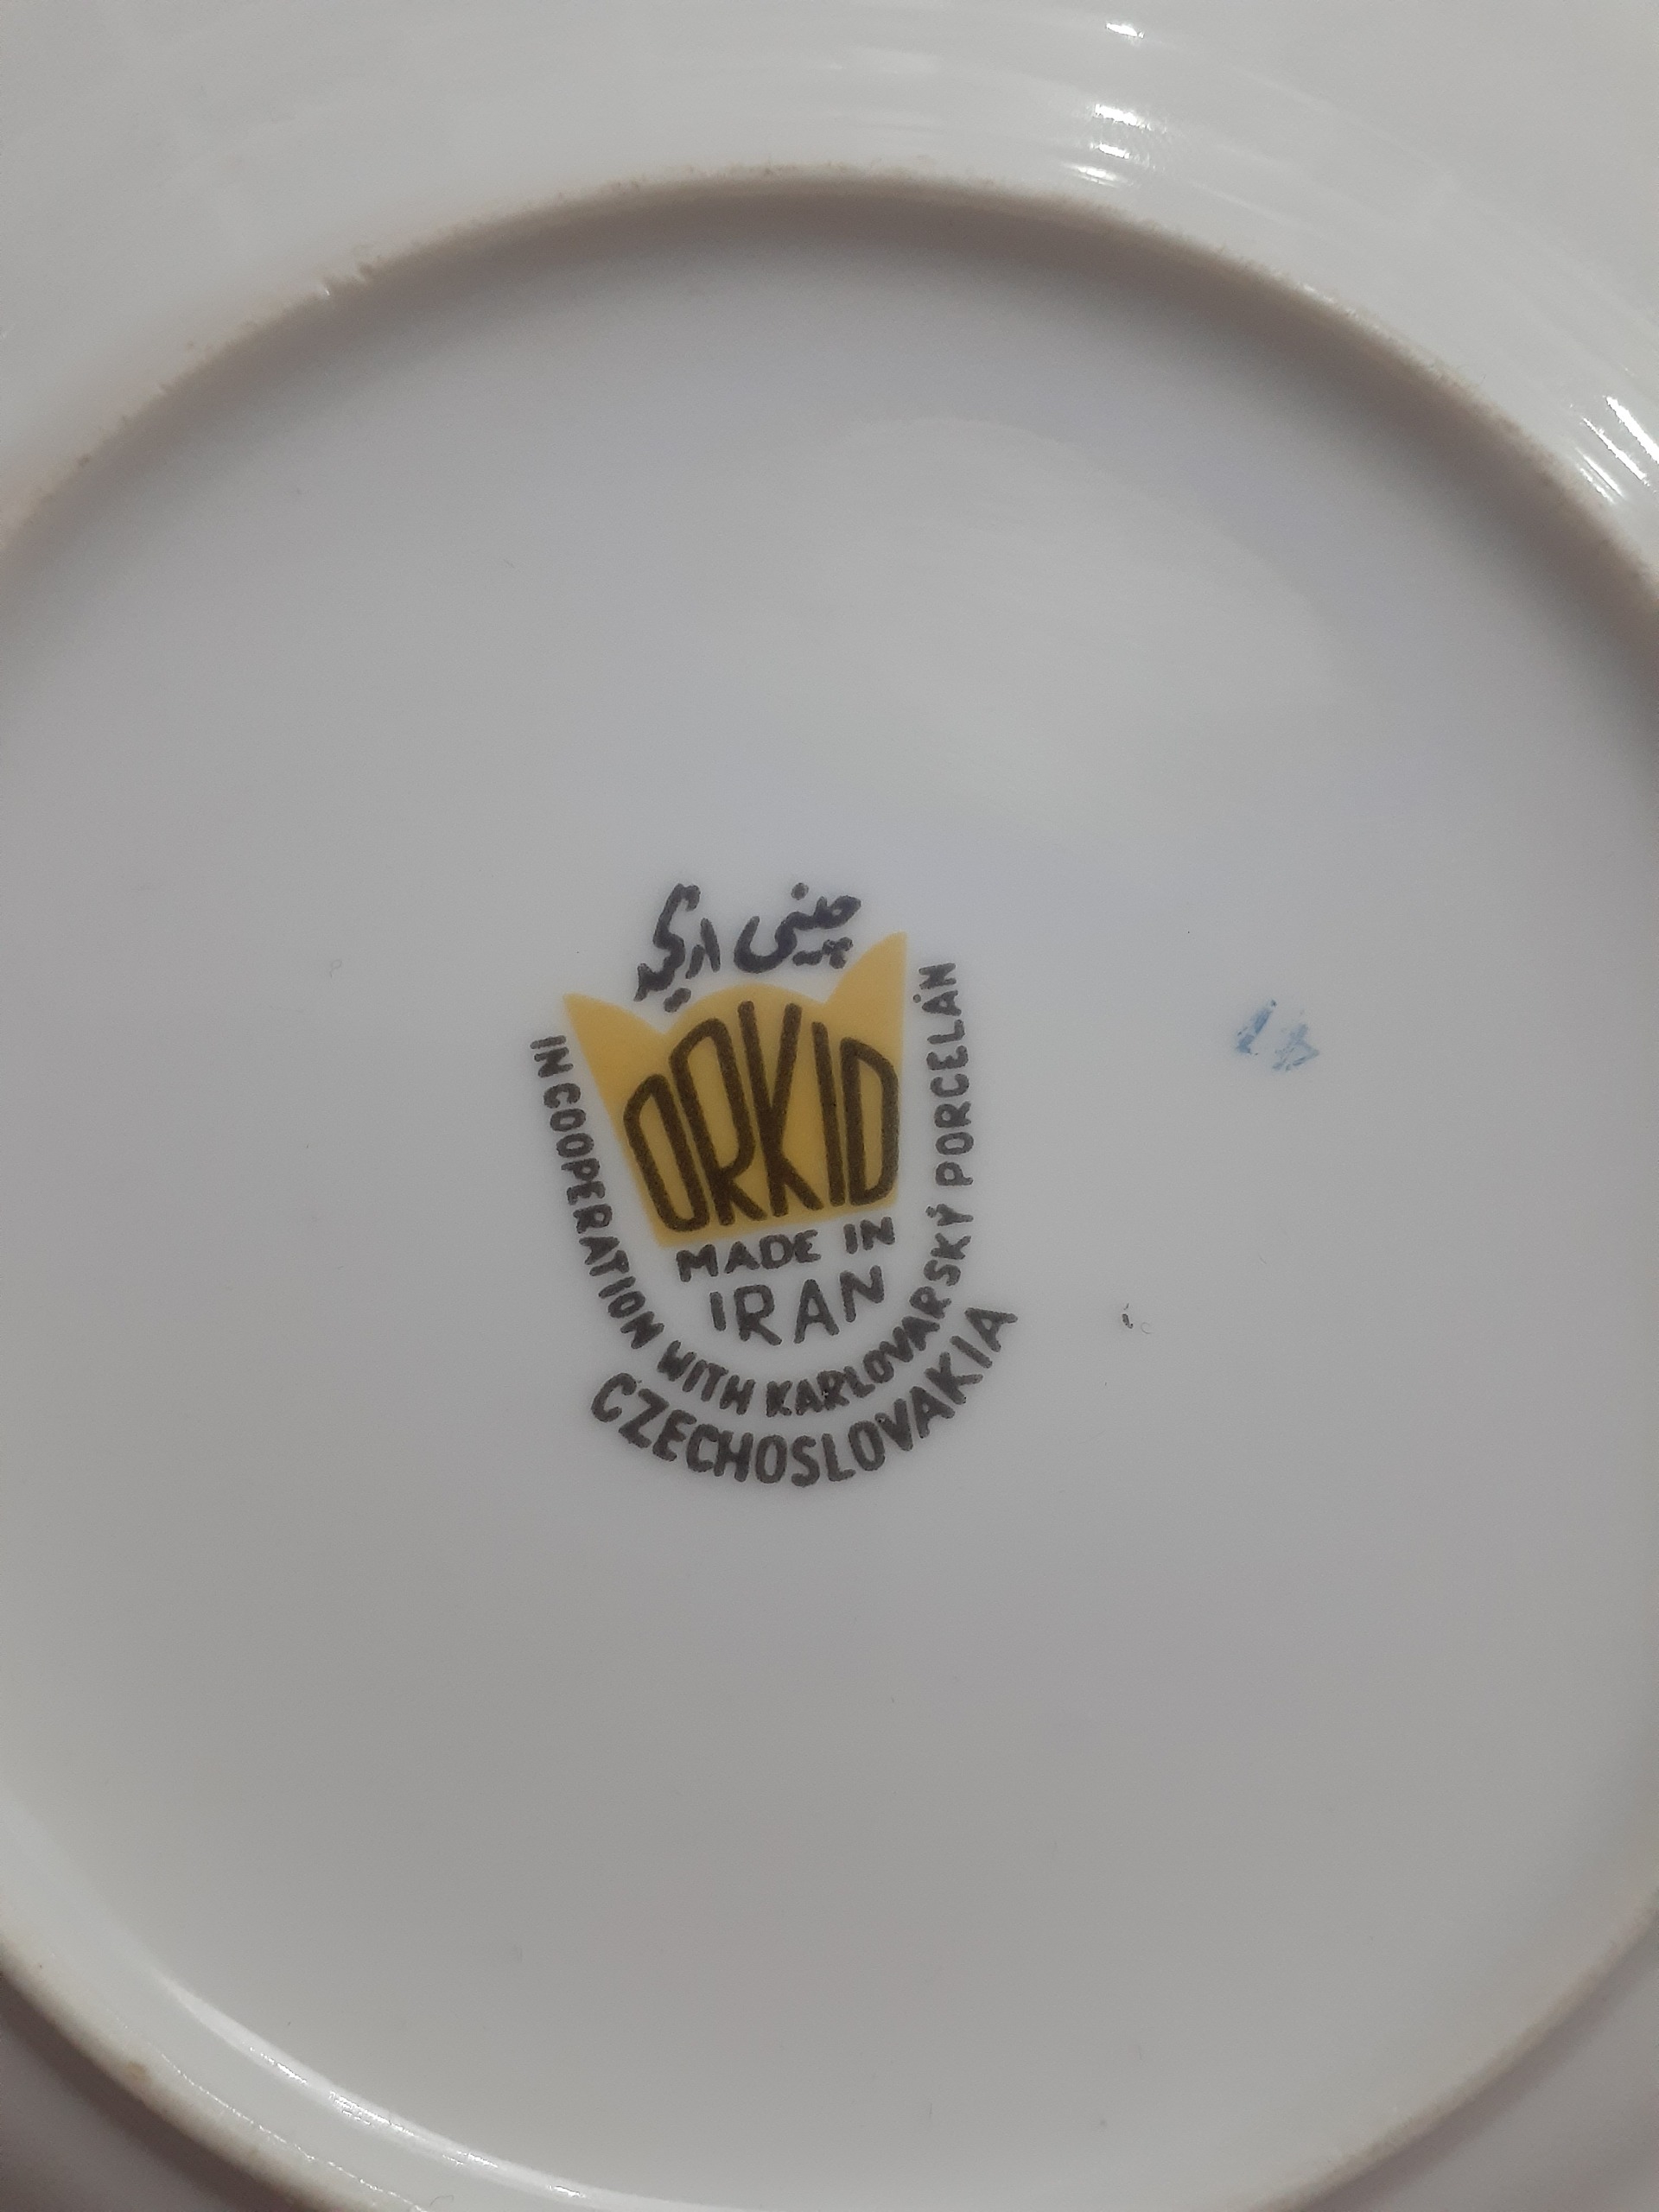 چینی ارکید
ORKID
MADE IN
IRAN
IN COOPERATION WITH KARLOVARSKÝ PORCELÁN
CZECHOSLOVAKIA